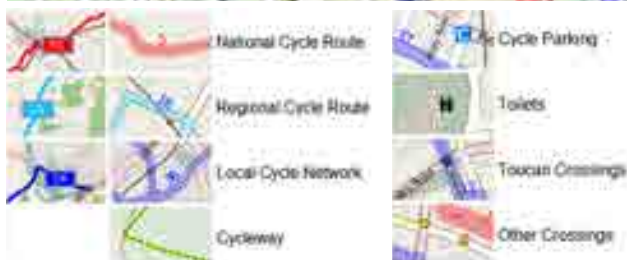 National Cycle Route
Regional Cycle Route
Local Cycle Network
Cycleway
Cycle Parking
Toilets
Toucan Crossings
Other Crossings